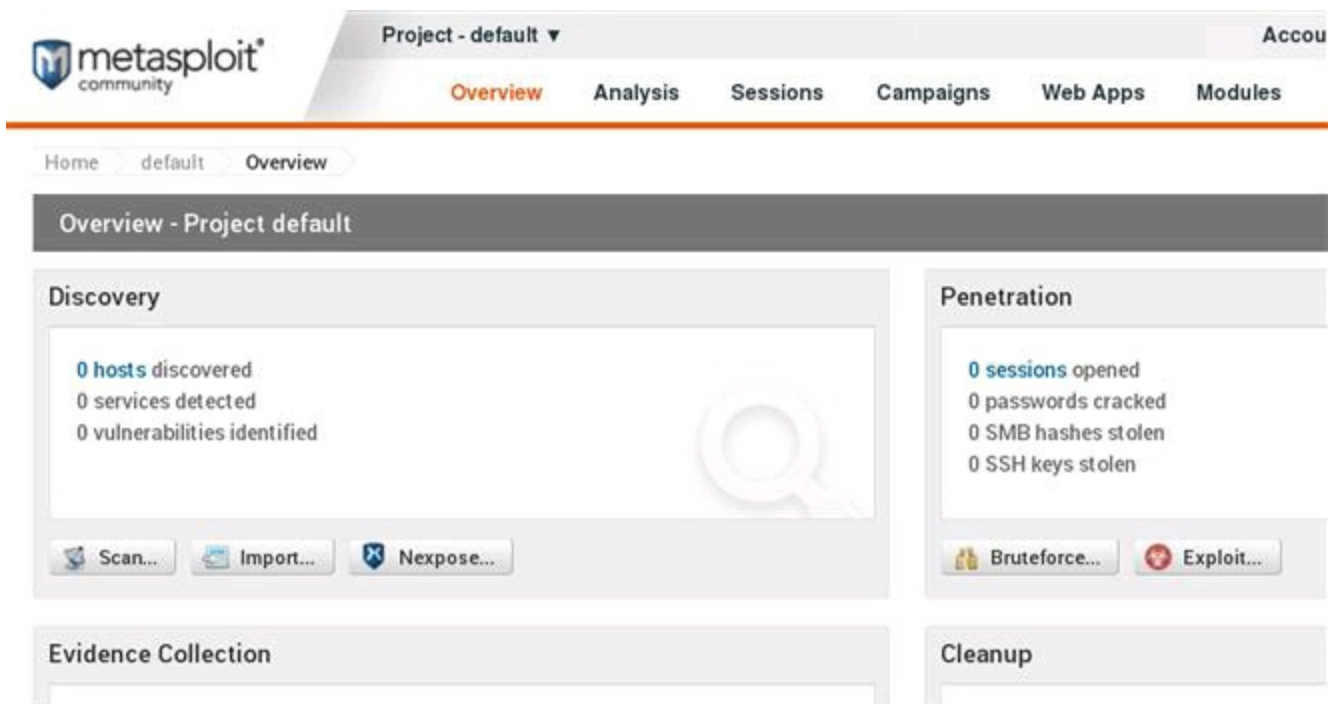 metasploit®
community
Project - default ▼
Overview Analysis Sessions Campaigns Web Apps Modules
Home default Overview
Overview - Project default
Discovery
0 hosts discovered
0 services detected
0 vulnerabilities identified
Scan... Import... Nexpose...
Penetration
0 sessions opened
0 passwords cracked
0 SMB hashes stolen
0 SSH keys stolen
Bruteforce... Exploit...
Evidence Collection
Cleanup